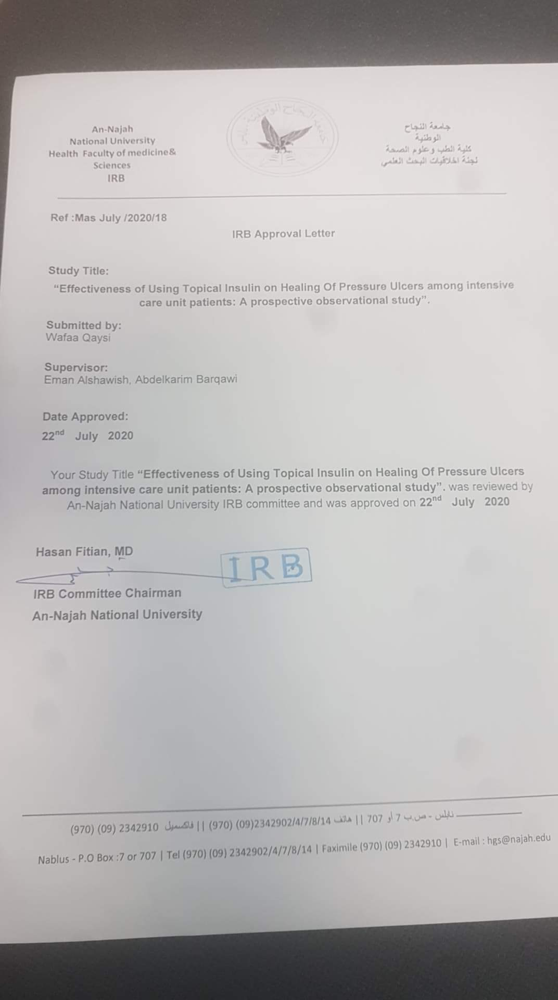 An-Najah
National University
Health Faculty of medicine&
Sciences
IRB
جامعة النجاح
الوطنية
كلية الطب وعلوم الصحة
لجنة اخلاقيات البحث العلمي
Ref :Mas July /2020/18
IRB Approval Letter
Study Title:
“Effectiveness of Using Topical Insulin on Healing Of Pressure Ulcers among intensive
care unit patients: A prospective observational study”.
Submitted by:
Wafaa Qaysi
Supervisor:
Eman Alshawish, Abdelkarim Barqawi
Date Approved:
22nd July 2020
Your Study Title “Effectiveness of Using Topical Insulin on Healing Of Pressure Ulcers
among intensive care unit patients: A prospective observational study”. was reviewed by
An-Najah National University IRB committee and was approved on 22nd July 2020
Hasan Fitian, MD
IRB
IRB Committee Chairman
An-Najah National University
نابلس - ص.ب 7 أو 707 || هاتف 2342902/4/7/8/14(09) (970) || فاكسميل 2342910 (09) (970)
Nablus - P.O Box :7 or 707 | Tel (970) (09) 2342902/4/7/8/14 | Faximile (970) (09) 2342910 | E-mail : hgs@najah.edu